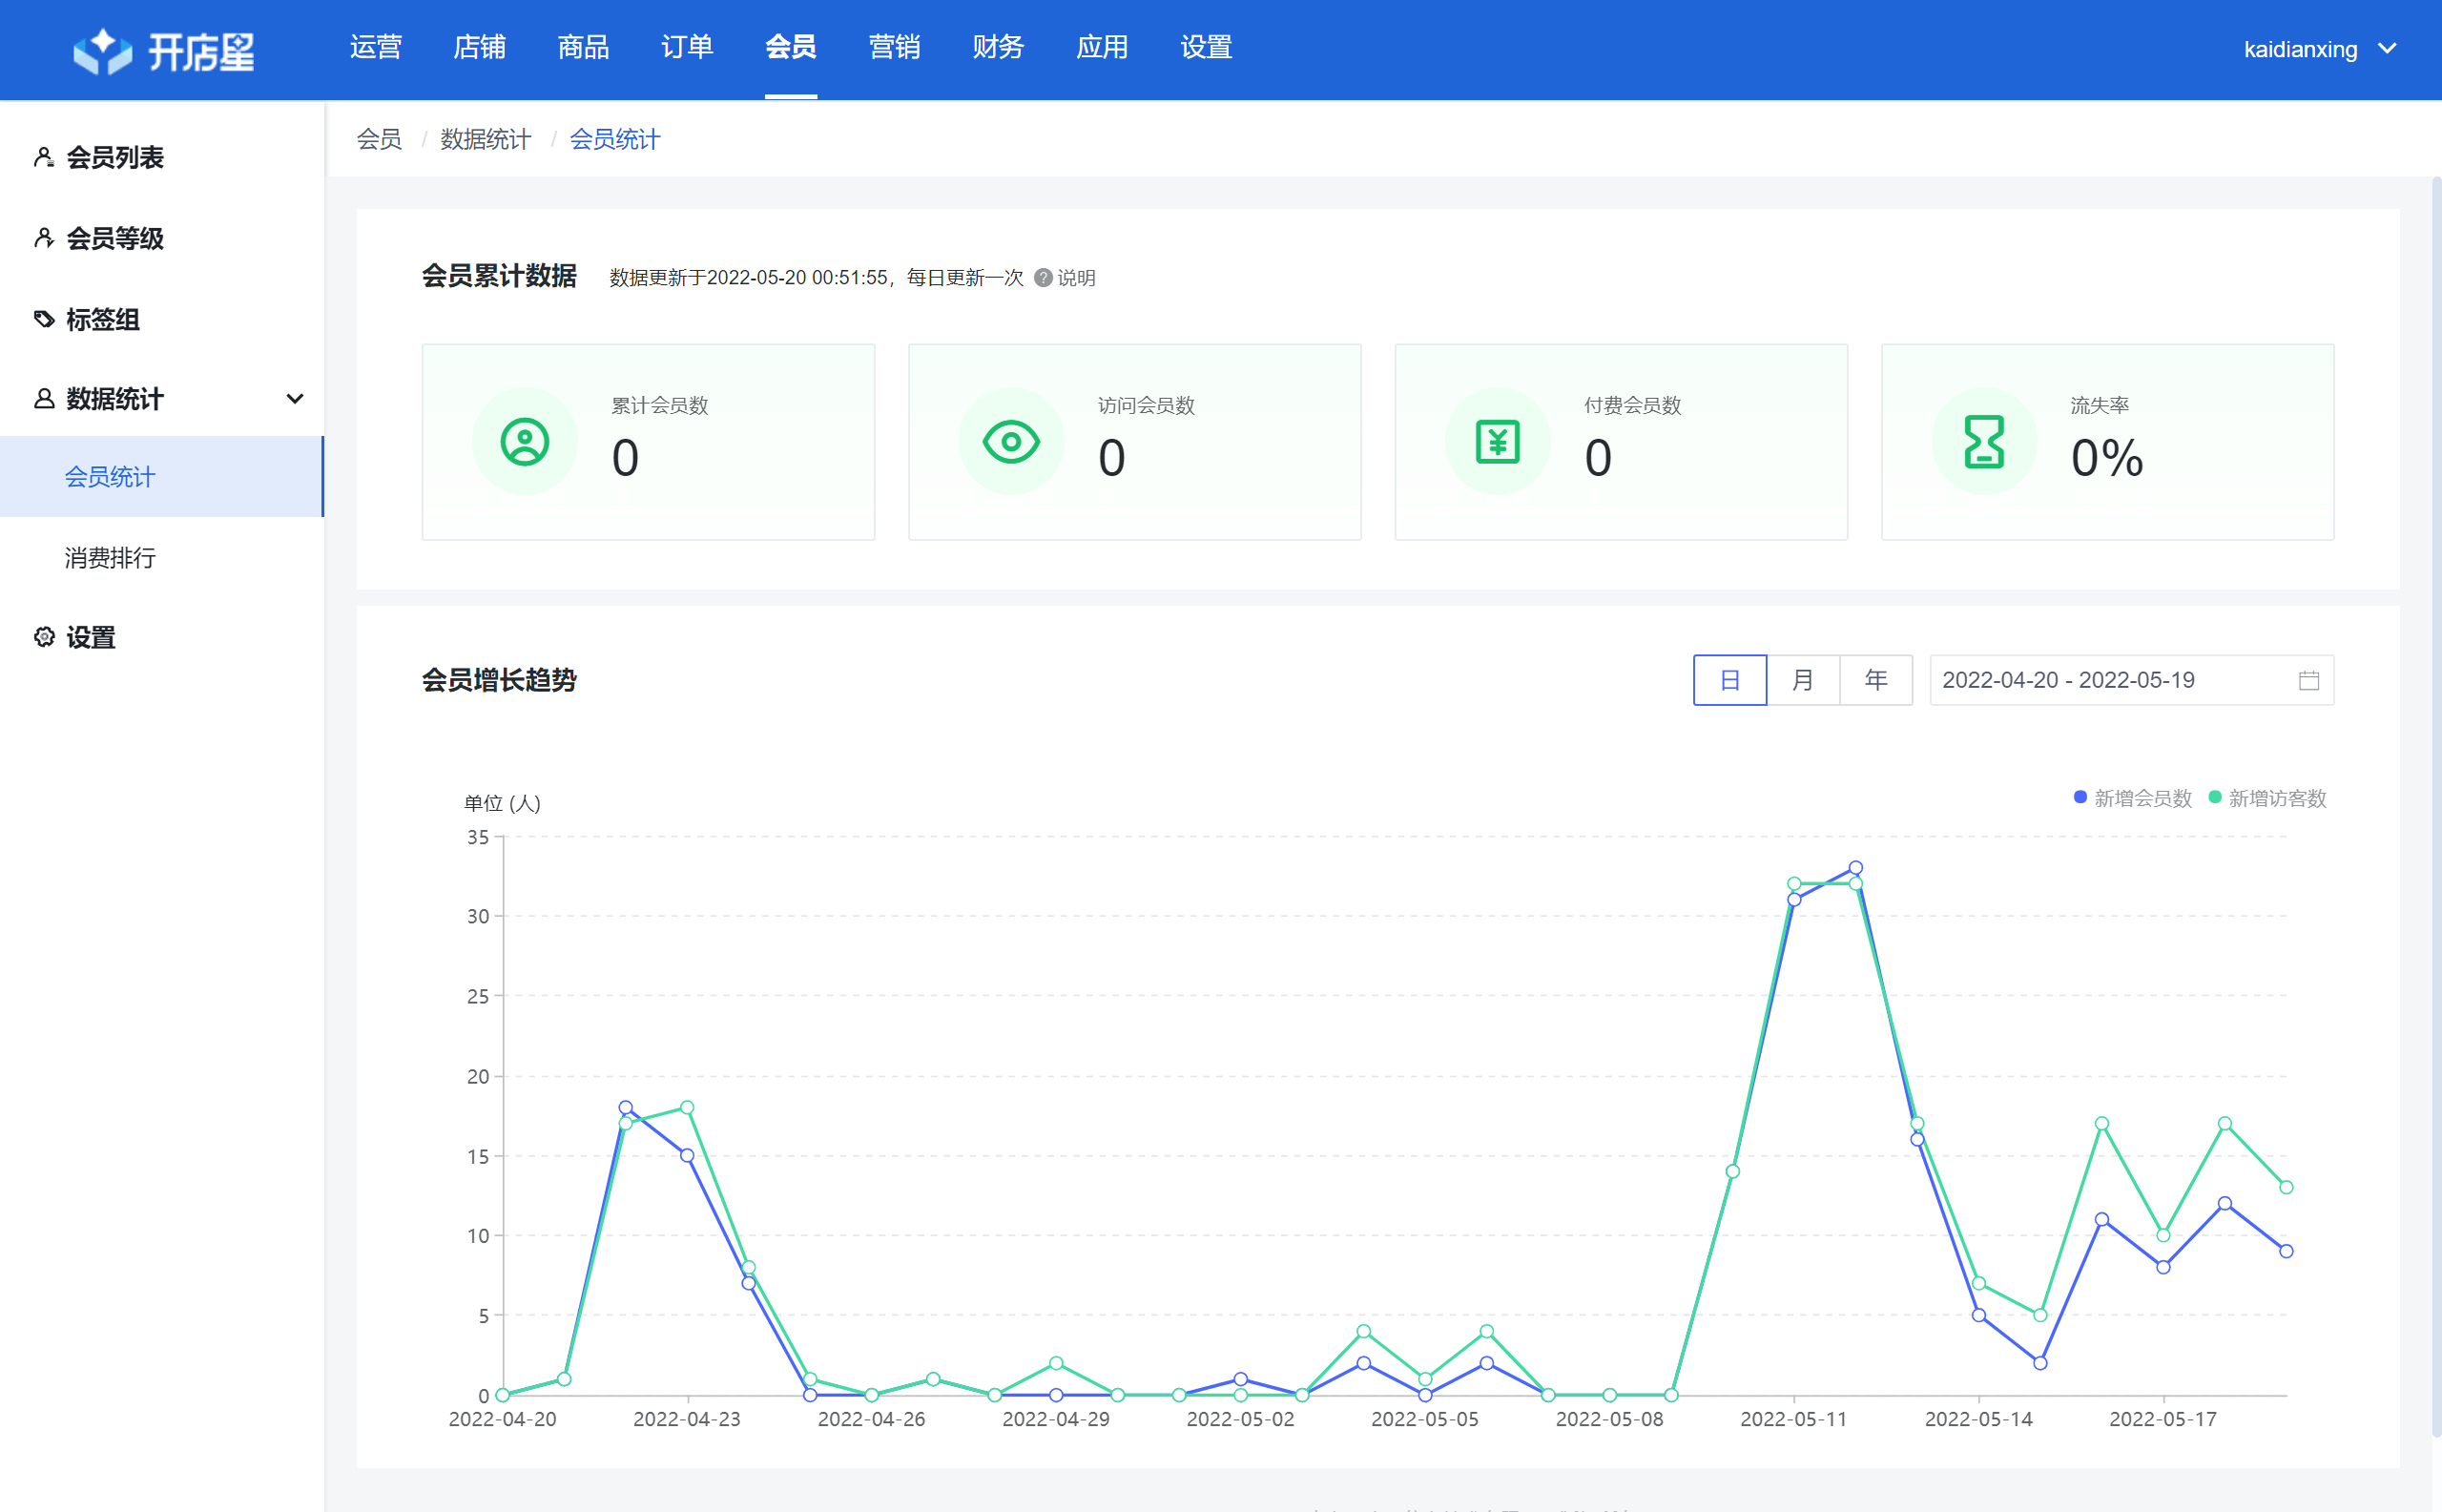 开店星 运营 店铺 商品 订单 会员 营销 财务 应用 设置 kaidianxing
会员 / 数据统计 / 会员统计
会员列表
会员等级
标签组
数据统计
会员统计
消费排行
设置
会员累计数据 数据更新于2022-05-20 00:51:55，每日更新一次 ? 说明
累计会员数
0
访问会员数
0
付费会员数
0
流失率
0%
会员增长趋势 日 月 年 2022-04-20 - 2022-05-19
单位 (人) 新增会员数 新增访客数
35
30
25
20
15
10
5
0
2022-04-20 2022-04-23 2022-04-26 2022-04-29 2022-05-02 2022-05-05 2022-05-08 2022-05-11 2022-05-14 2022-05-17